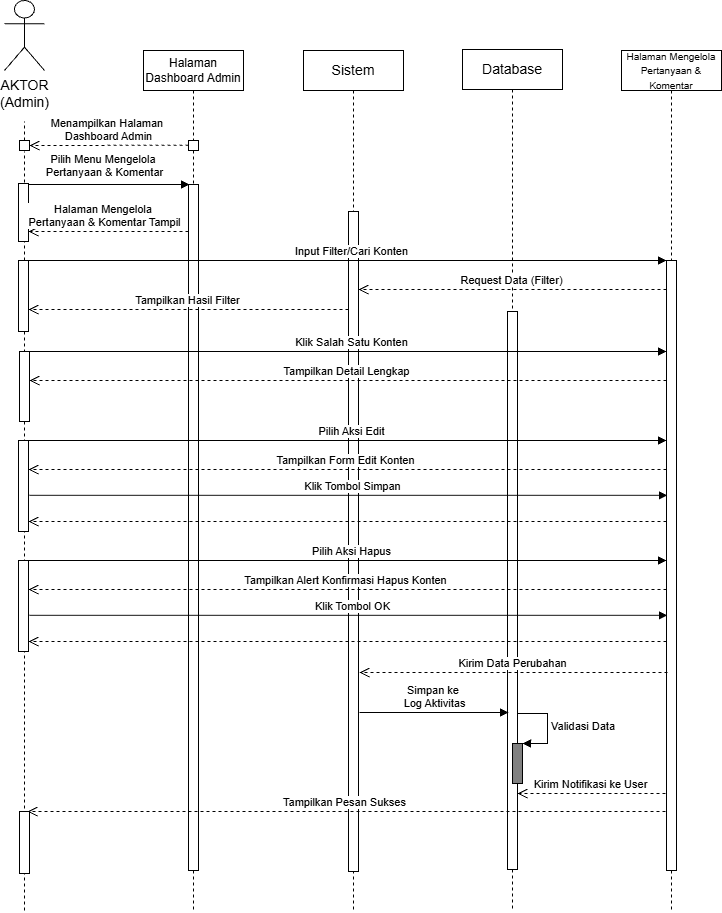 AKTOR
(Admin)
Halaman
Dashboard Admin
Sistem
Database
Halaman Mengelola
Pertanyaan &
Komentar
Menampilkan Halaman
Dashboard Admin
Pilih Menu Mengelola
Pertanyaan & Komentar
Halaman Mengelola
Pertanyaan & Komentar Tampil
Input Filter/Cari Konten
Request Data (Filter)
Tampilkan Hasil Filter
Klik Salah Satu Konten
Tampilkan Detail Lengkap
Pilih Aksi Edit
Tampilkan Form Edit Konten
Klik Tombol Simpan
Pilih Aksi Hapus
Tampilkan Alert Konfirmasi Hapus Konten
Klik Tombol OK
Kirim Data Perubahan
Simpan ke
Log Aktivitas
Validasi Data
Kirim Notifikasi ke User
Tampilkan Pesan Sukses